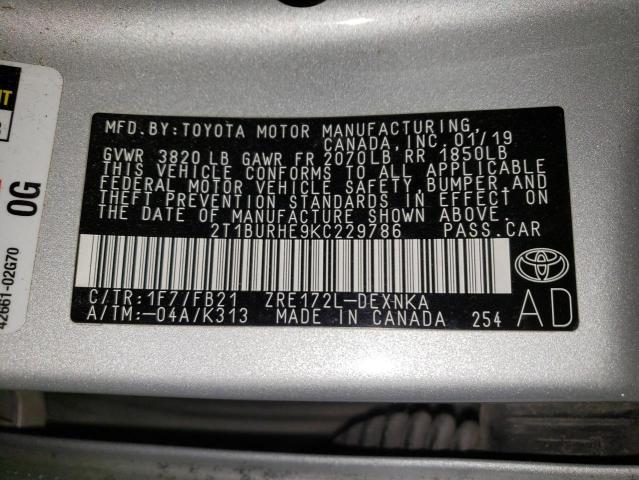 MFD.BY:TOYOTA MOTOR MANUFACTURING,
CANADA, INC. 01/19
GVWR 3820 LB GAWR FR 2070LB RR 1850LB
THIS VEHICLE CONFORMS TO ALL APPLICABLE
FEDERAL MOTOR VEHICLE SAFETY, BUMPER, AND
THEFT PREVENTION STANDARDS IN EFFECT ON
THE DATE OF MANUFACTURE SHOWN ABOVE.
2T1BURHE9KC229786 PASS.CAR
C/TR:1F7/FB21 ZRE172L-DEXNKA
A/TM:-04A/K313 MADE IN CANADA 254
AD
TOYOTA
0G
42661-02G70